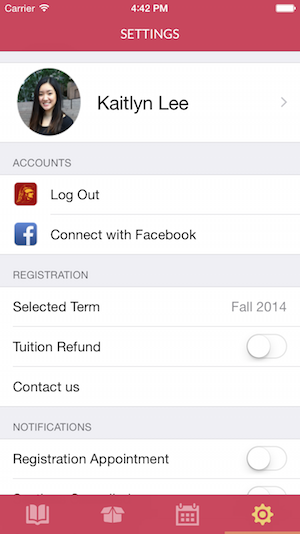 Carrier 4:42 PM
SETTINGS
Kaitlyn Lee
ACCOUNTS
Log Out
Connect with Facebook
REGISTRATION
Selected Term Fall 2014
Tuition Refund
Contact us
NOTIFICATIONS
Registration Appointment